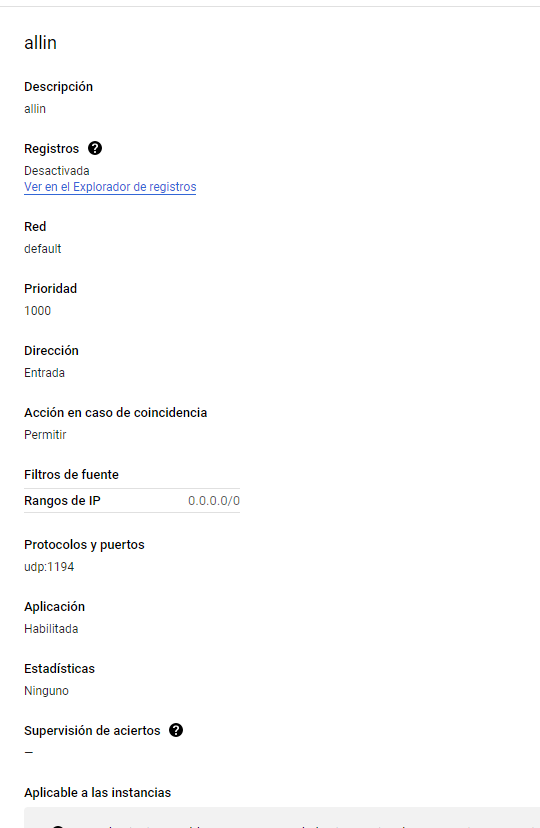 allin
Descripción
allin
Registros
Desactivada
Ver en el Explorador de registros
Red
default
Prioridad
1000
Dirección
Entrada
Acción en caso de coincidencia
Permitir
Filtros de fuente
Rangos de IP 0.0.0.0/0
Protocolos y puertos
udp:1194
Aplicación
Habilitada
Estadísticas
Ninguno
Supervisión de aciertos
—
Aplicable a las instancias